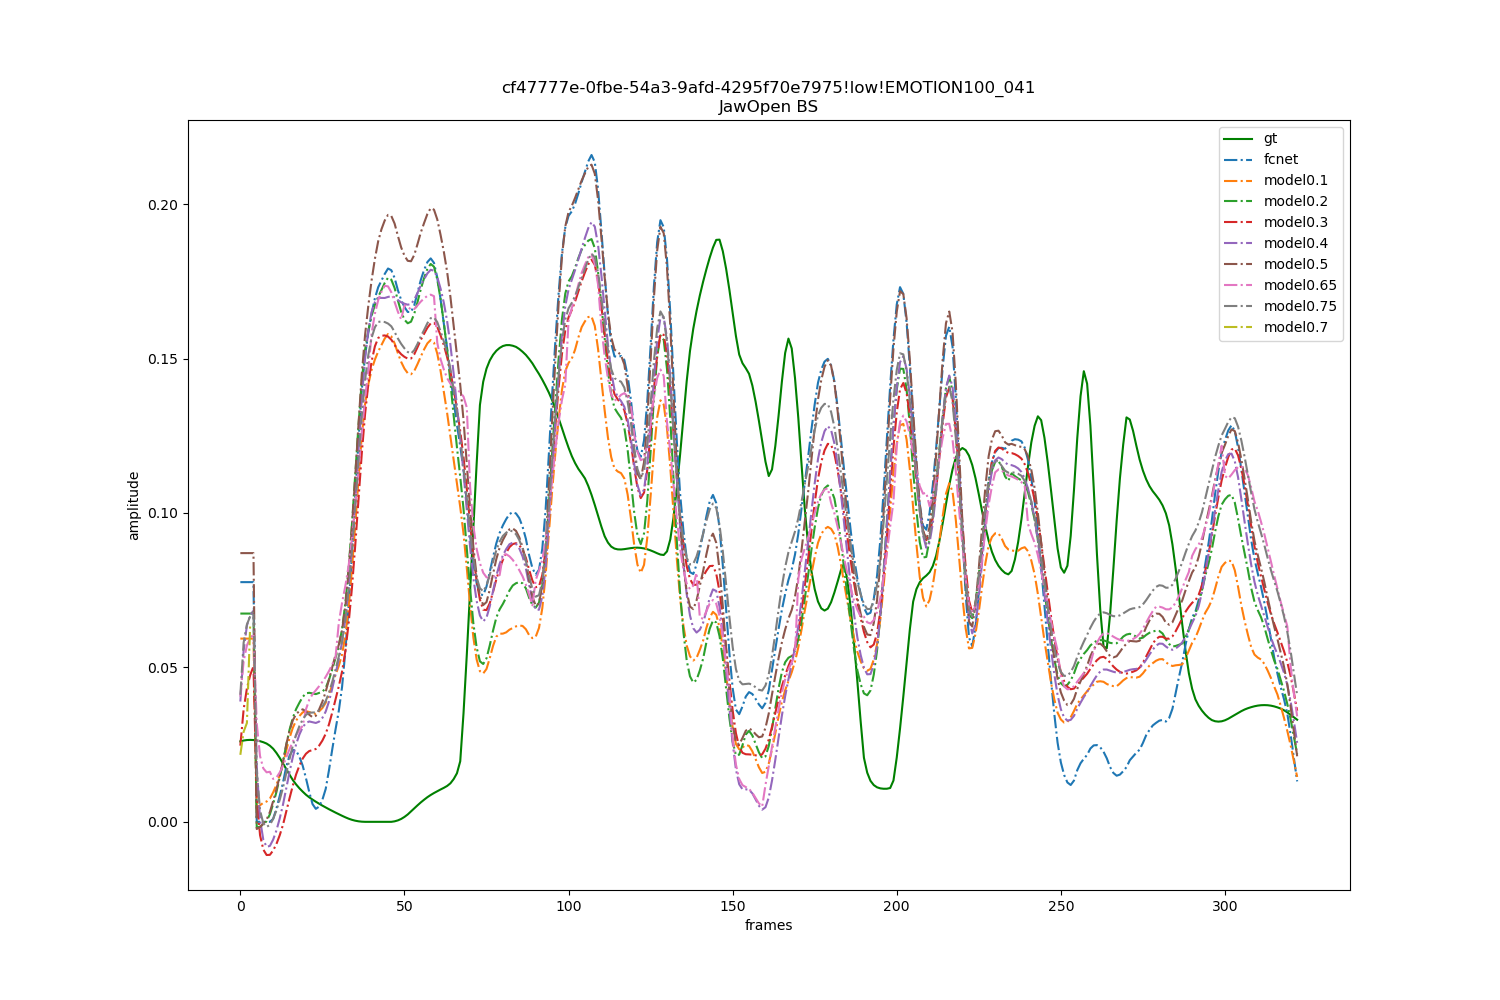 cf47777e-0fbe-54a3-9afd-4295f70e7975!low!EMOTION100_041
JawOpen BS
gt
fcnet
model0.1
model0.2
model0.3
model0.4
model0.5
model0.65
model0.75
model0.7
amplitude
0.20
0.15
0.10
0.05
0.00
0 50 100 150 200 250 300
frames